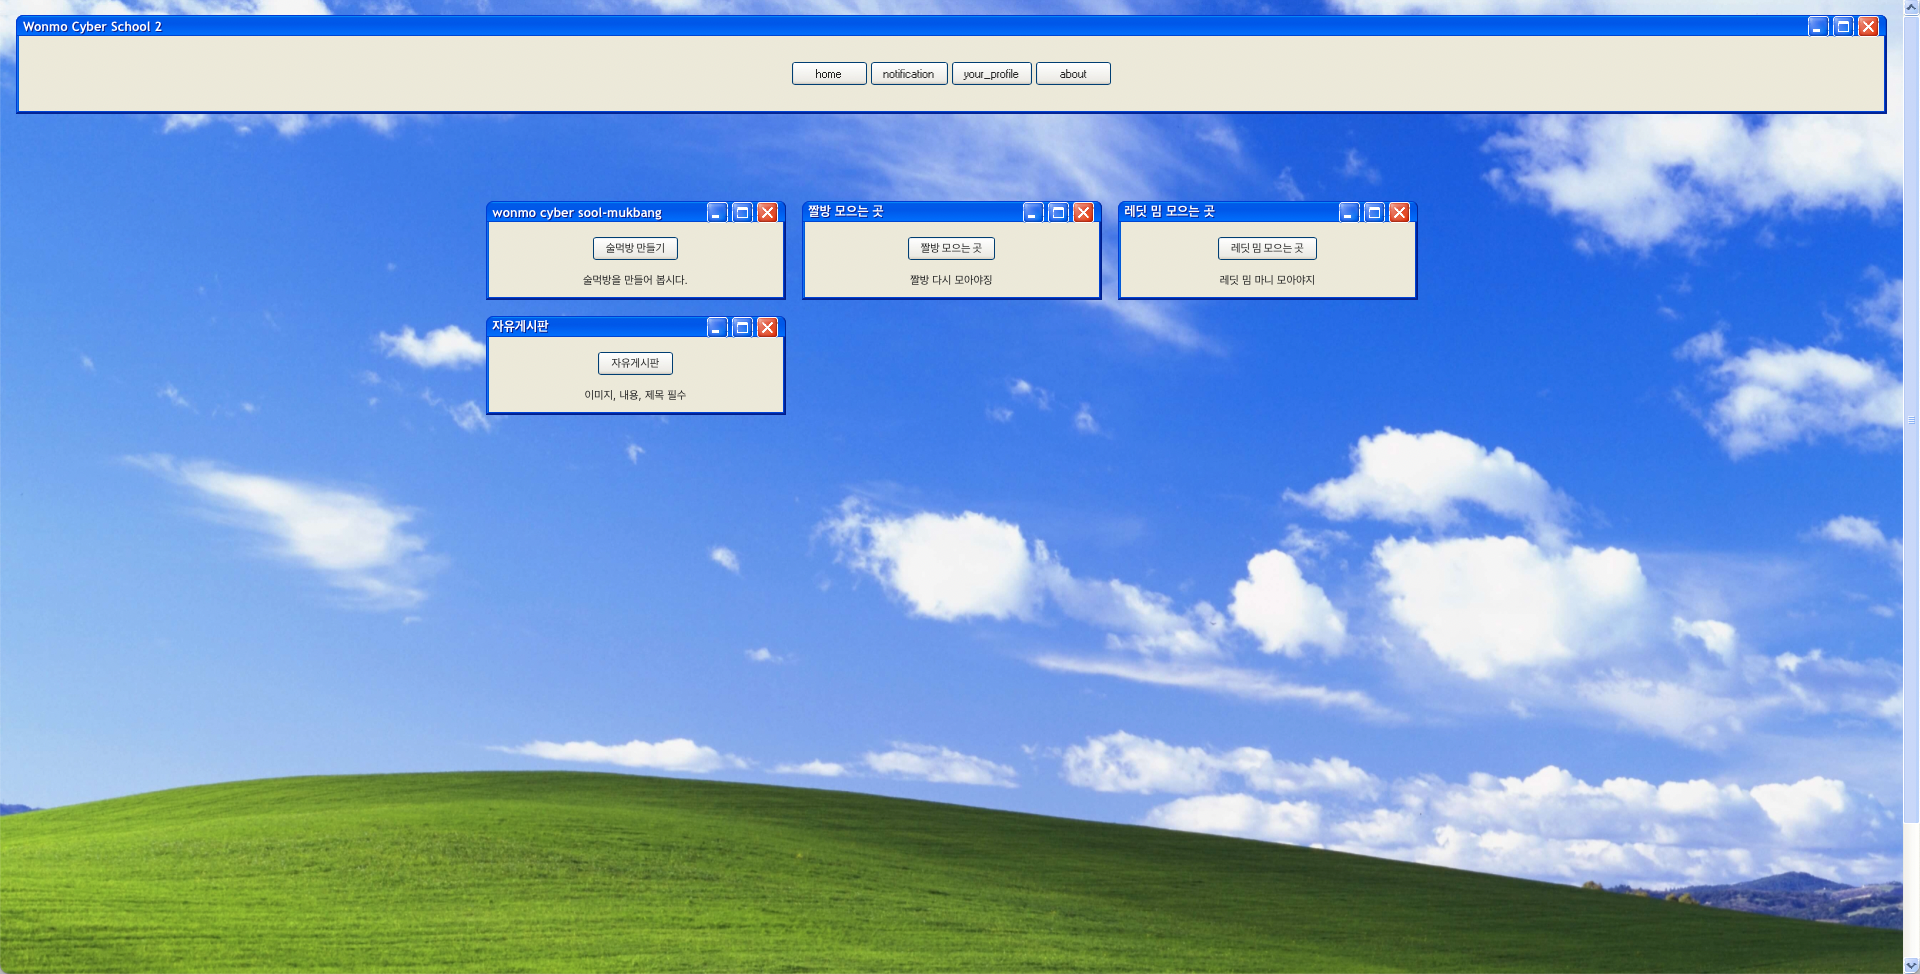 Wonmo Cyber School 2
home notification your_profile about
wonmo cyber sool-mukbang
술먹방 만들기
술먹방을 만들어 봅시다.
짤방 모으는 곳
짤방 모으는 곳
짤방 다시 모아야징
레딧 밈 모으는 곳
레딧 밈 모으는 곳
레딧 밈 마니 모아야지
자유게시판
자유게시판
이미지, 내용, 제목 필수